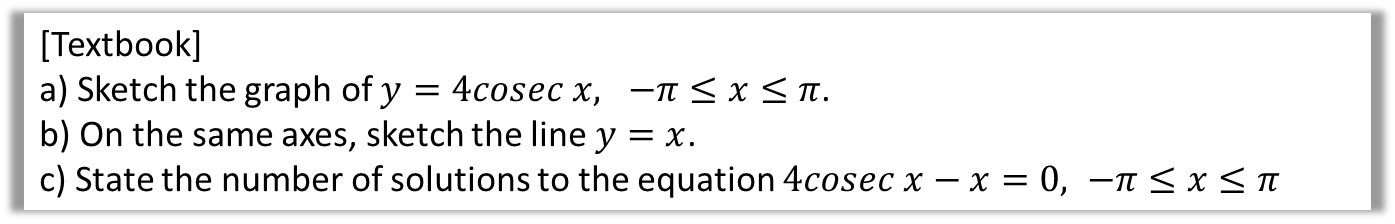 [Textbook]
a) Sketch the graph of y = 4cosec x, −π ≤ x ≤ π.
b) On the same axes, sketch the line y = x.
c) State the number of solutions to the equation 4cosec x − x = 0, −π ≤ x ≤ π